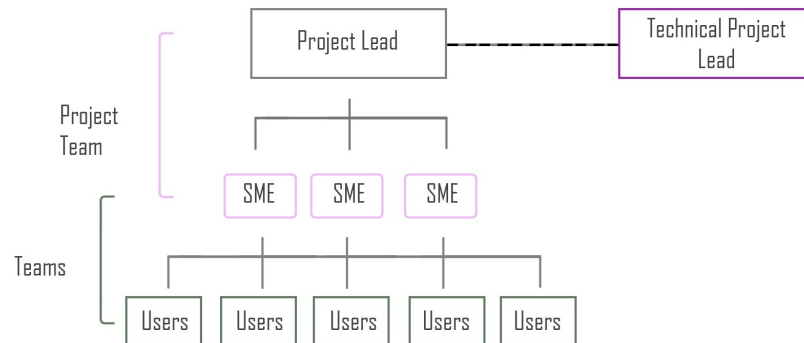 Project Lead
Technical Project
Lead
Project
Team
SME
SME
SME
Teams
Users
Users
Users
Users
Users